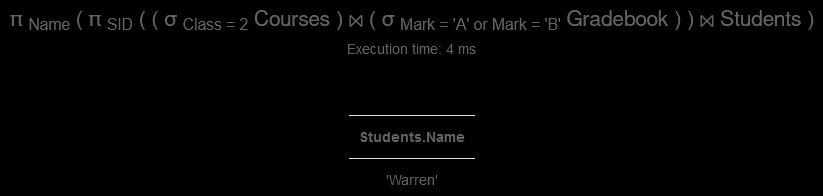 π Name ( π SID ( ( σ Class = 2 Courses ) ⋈ ( σ Mark = 'A' or Mark = 'B' Gradebook ) ) ⋈ Students )
Execution time: 4 ms
Students.Name
'Warren'